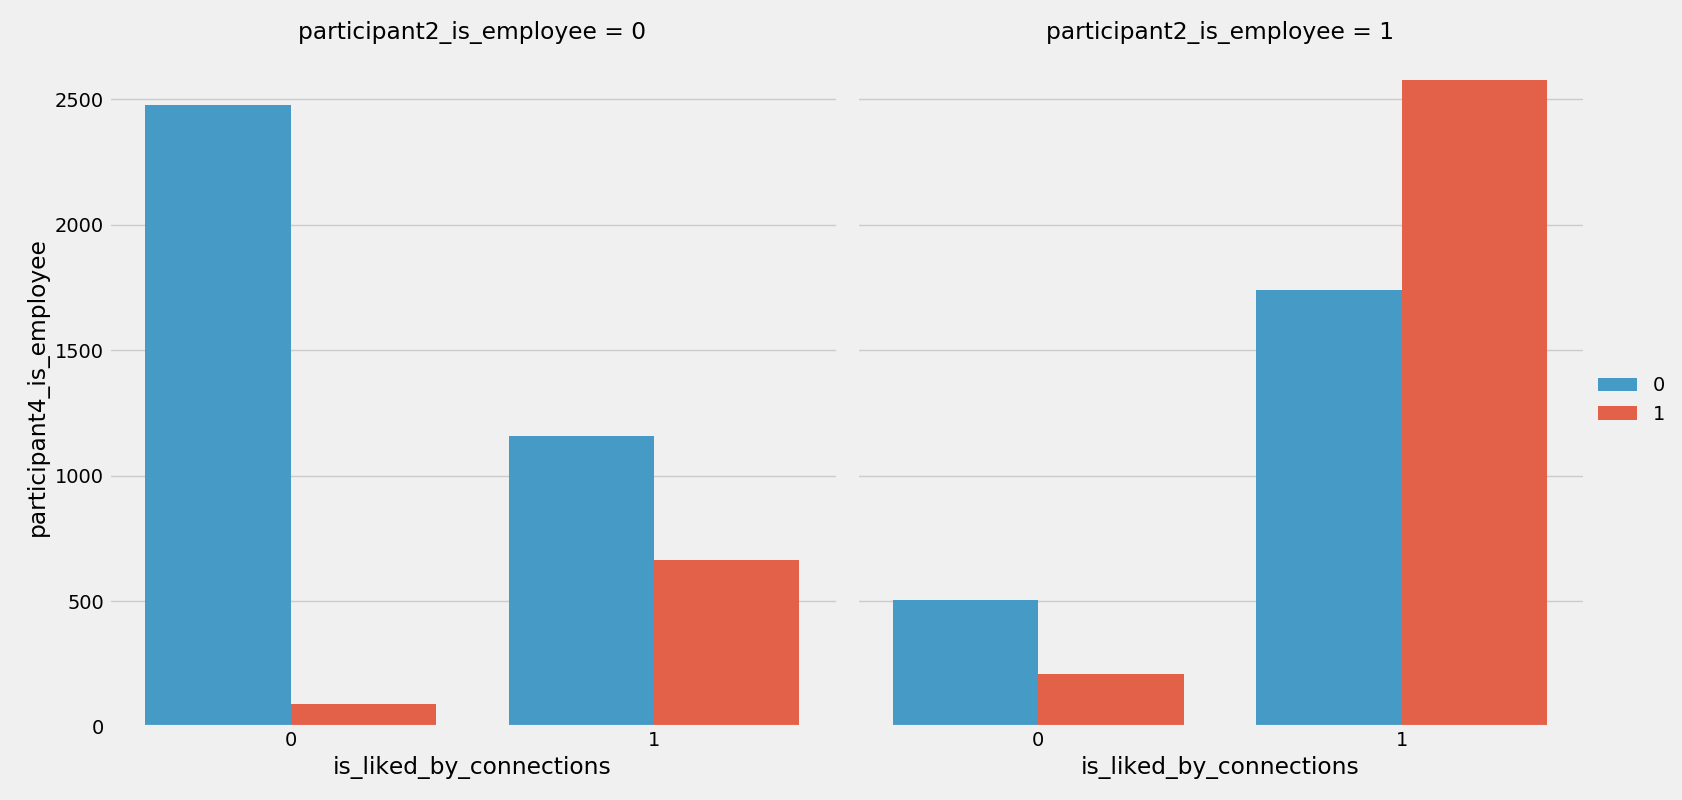 participant2_is_employee = 0
participant2_is_employee = 1
participant4_is_employee
2500
2000
1500
1000
500
0
0
1
0
1
is_liked_by_connections
is_liked_by_connections
0
1